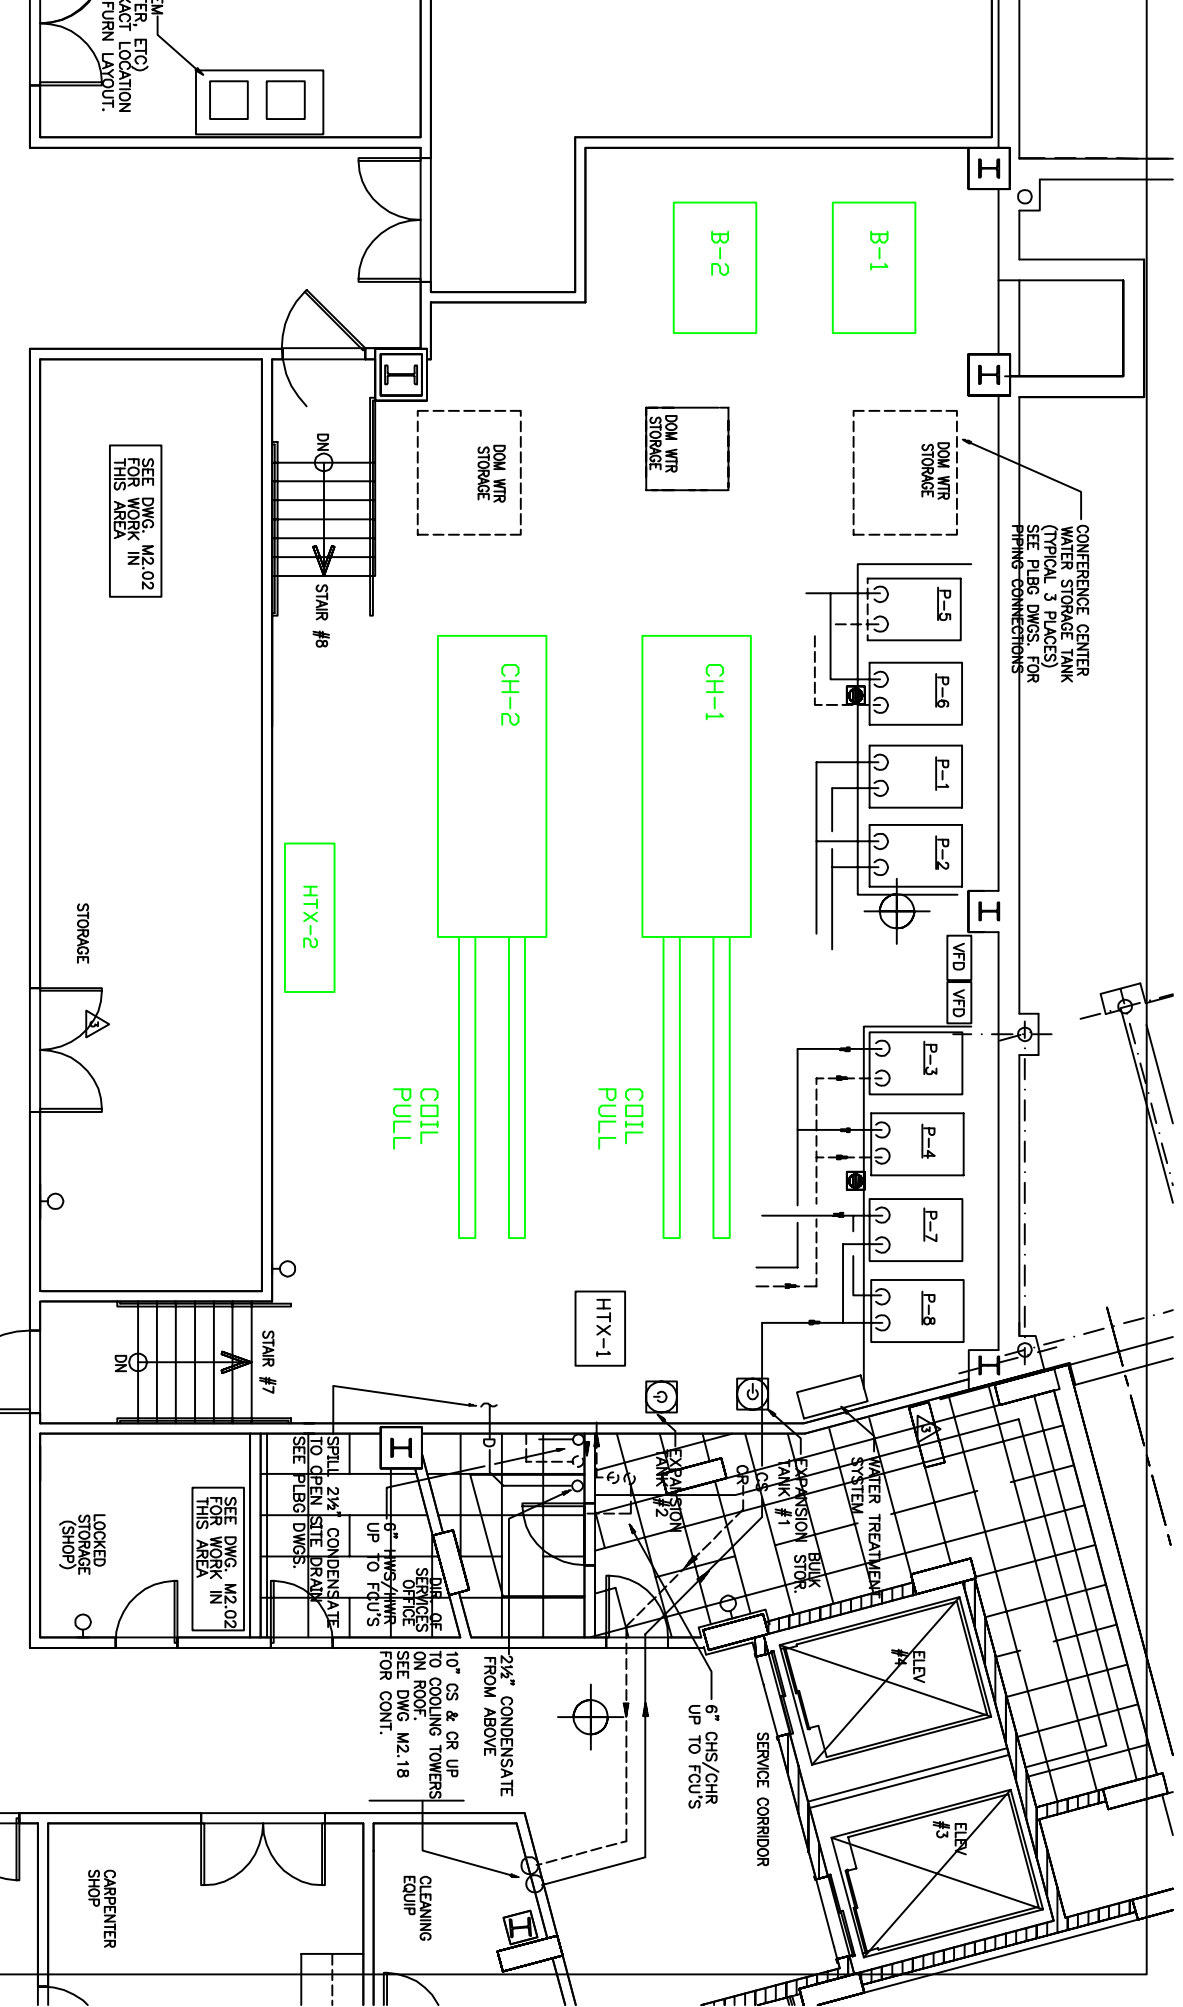 EM
ER, ETC)
XACT LOCATION
FURN LAYOUT.
B-1
B-2
DOM WTR
STORAGE
DOM WTR
STORAGE
DOM WTR
STORAGE
CONFERENCE CENTER
WATER STORAGE TANK
(TYPICAL 3 PLACES)
SEE PLBG DWGS. FOR
PIPING CONNECTIONS
DN
STAIR #8
SEE DWG. M2.02
FOR WORK IN
THIS AREA
P-5
P-6
P-1
P-2
CH-1
CH-2
HTX-2
VFD
VFD
STORAGE
3
P-3
P-4
P-7
P-8
COIL
PULL
COIL
PULL
HTX-1
STAIR #7
DN
3
WATER TREATMENT
SYSTEM
EXPANSION
TANK #1
BULK
STOR.
CS
CR
EXPANSION
TANK #2
D
SPILL 2½" CONDENSATE
TO OPEN SITE DRAIN
SEE PLBG DWGS.
6" HWS/HWR
UP TO FCU'S
DIR OF
SERVICES
OFFICE
SEE DWG. M2.02
FOR WORK IN
THIS AREA
LOCKED
STORAGE
(SHOP)
2½" CONDENSATE
FROM ABOVE
10" CS & CR UP
TO COOLING TOWERS
ON ROOF.
SEE DWG M2.18
FOR CONT.
6" CHS/CHR
UP TO FCU'S
SERVICE CORRIDOR
ELEV
#4
ELEV
#3
CLEANING
EQUIP
CARPENTER
SHOP